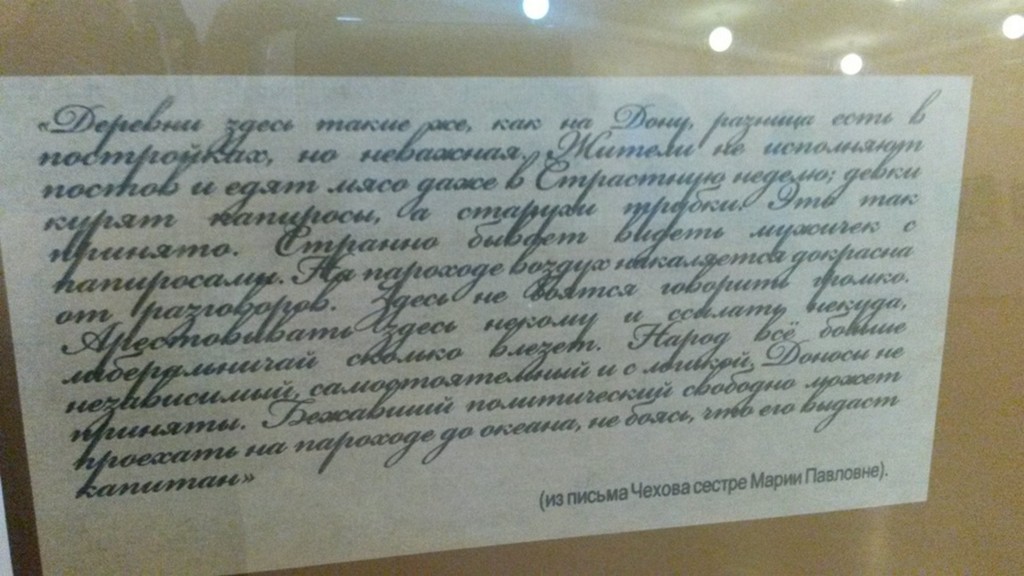 «Деревни здесь такие же, как на Дону, разница есть в
постройках, но неважная. Жители не исполняют
постов и едят мясо даже в Страстную неделю; девки
курят папиросы, а старухи трубки. Это так
принято. Странно бывает видеть мужичек с
папиросами. На пароходе воздух накаляется докрасна
от разговоров. Здесь не боятся говорить громко.
Арестовывать здесь некому и ссылать некуда,
либеральничай сколько влезет. Народ всё больше
независимый, самостоятельный и с логикой. Доносы не
приняты. Бежавший политический свободно может
проехать на пароходе до океана, не боясь, что его выдаст
капитан»
(из письма Чехова сестре Марии Павловне).